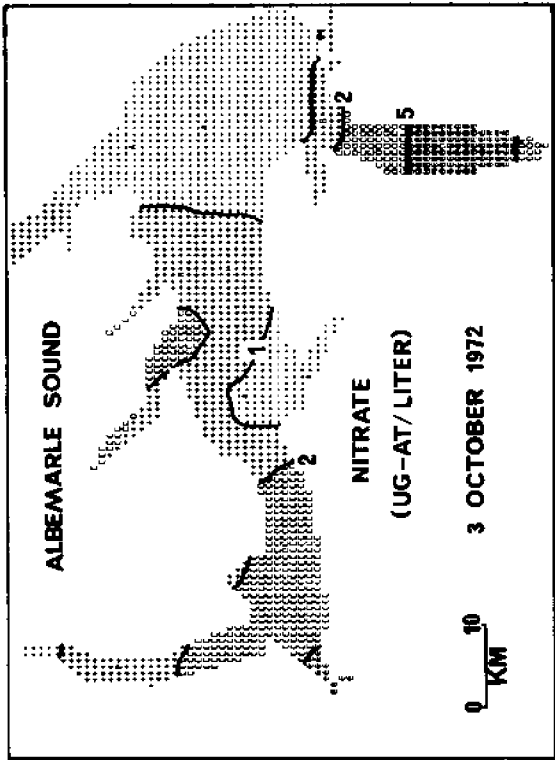 ALBEMARLE SOUND
2
5
1
2
NITRATE
(UG-AT/LITER)
3 OCTOBER 1972
0 10
KM